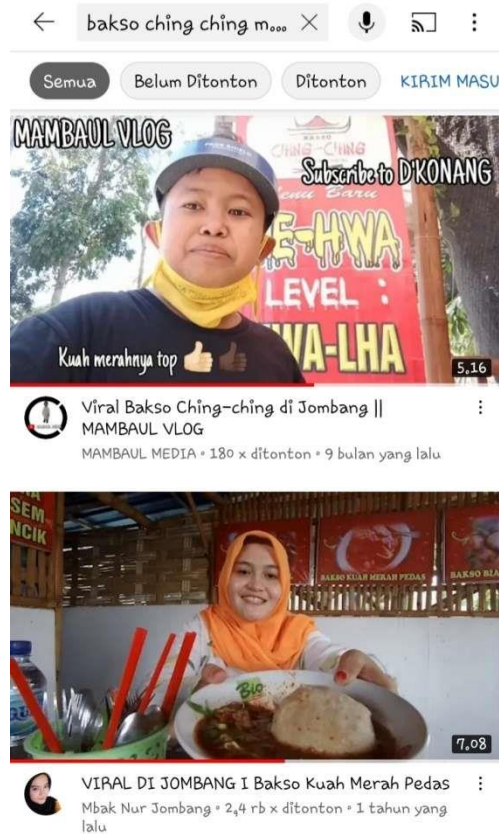 bakso ching ching m...
Semua
Belum Ditonton
Ditonton
KIRIM MASU
MAMBAUL VLOG
CHING-CHING
Subscribe to D'KONANG
Menu Baru
E-HWA
LEVEL :
WA-LHA
Kuah merahnya top 👍🏻 👍🏿
5.16
Viral Bakso Ching-ching di Jombang ||
MAMBAUL VLOG
MAMBAUL MEDIA • 180 x ditonton • 9 bulan yang lalu
SEM
NCIK
BAKSO KUAH MERAH PEDAS
BAKSO BIA
Bio
7.08
VIRAL DI JOMBANG I Bakso Kuah Merah Pedas
Mbak Nur Jombang • 2,4 rb x ditonton • 1 tahun yang
lalu